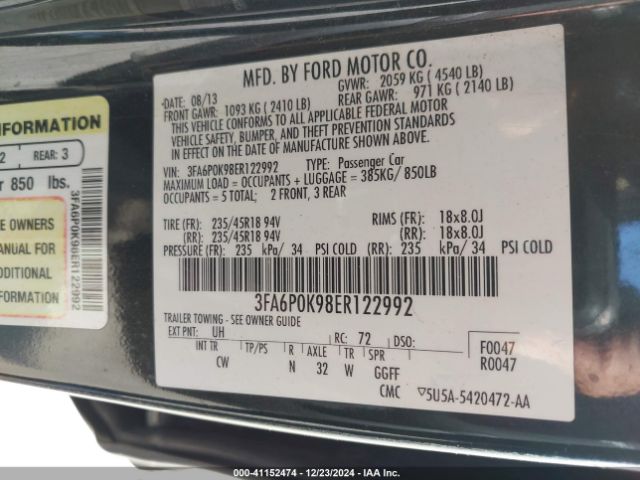 INFORMATION
2 REAR: 3
r 850 lbs.
E OWNERS
MANUAL FOR
ADDITIONAL
INFORMATION
3FA6P0K90ER122992
MFD. BY FORD MOTOR CO.
DATE: 08/13 GVWR: 2059 KG ( 4540 LB)
FRONT GAWR: 1093 KG ( 2410 LB) REAR GAWR: 971 KG ( 2140 LB)
THIS VEHICLE CONFORMS TO ALL APPLICABLE FEDERAL MOTOR
VEHICLE SAFETY, BUMPER, AND THEFT PREVENTION STANDARDS
IN EFFECT ON THE DATE OF MANUFACTURE SHOWN ABOVE.
VIN: 3FA6P0K98ER122992 TYPE: Passenger Car
MAXIMUM LOAD = OCCUPANTS + LUGGAGE = 385KG/ 850LB
OCCUPANTS = 5 TOTAL; 2 FRONT, 3 REAR
TIRE (FR): 235/45R18 94V RIMS (FR): 18x8.0J
(RR): 235/45R18 94V (RR): 18x8.0J
PRESSURE (FR): 235 kPa/ 34 PSI COLD (RR): 235 kPa/ 34 PSI COLD
3FA6P0K98ER122992
TRAILER TOWING - SEE OWNER GUIDE
EXT PNT: UH RC: 72 DSO: F0047
R0047
INT TR TP/PS R AXLE TR SPR
CW N 32 W GGFF
CMC ▽5U5A-5420472-AA
000-41152474 - 12/23/2024 - IAA Inc.